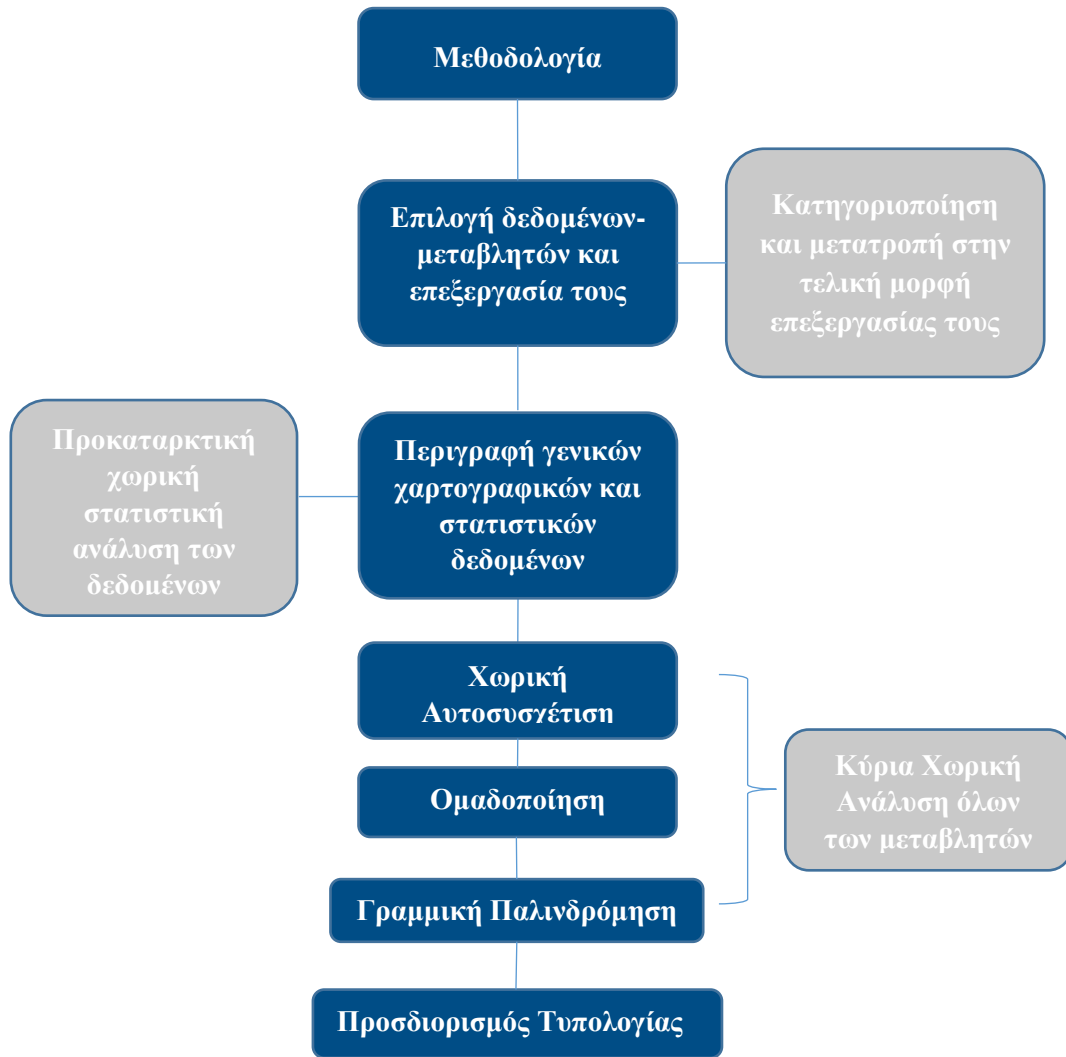 Μεθοδολογία
Επιλογή δεδομένων-
μεταβλητών και
επεξεργασία τους
Κατηγοριοποίηση
και μετατροπή στην
τελική μορφή
επεξεργασίας τους
Προκαταρκτική
χωρική
στατιστική
ανάλυση των
δεδομένων
Περιγραφή γενικών
χαρτογραφικών και
στατιστικών
δεδομένων
Χωρική
Αυτοσυσχέτιση
Ομαδοποίηση
Κύρια Χωρική
Ανάλυση όλων
των μεταβλητών
Γραμμική Παλινδρόμηση
Προσδιορισμός Τυπολογίας